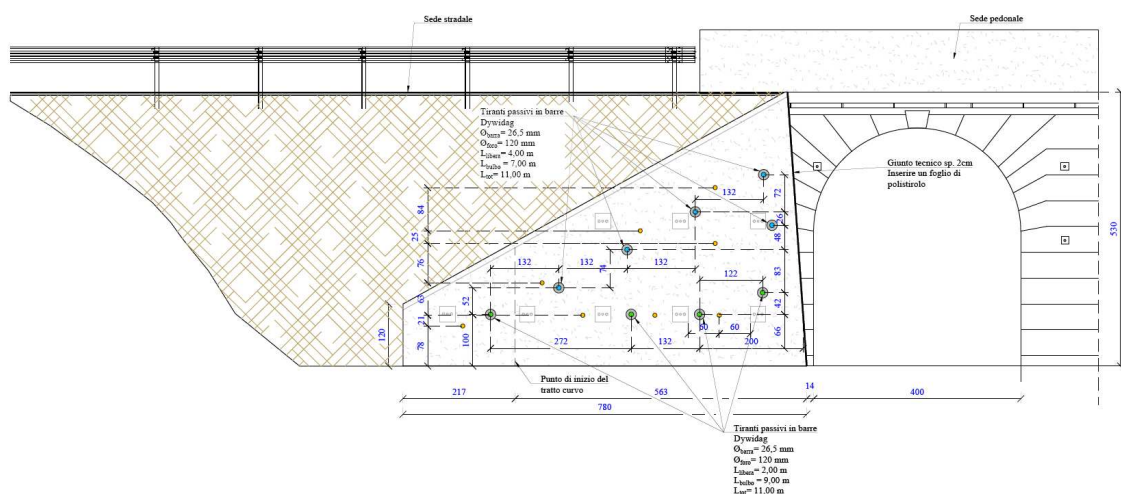 Sede stradale
Sede pedonale
Tiranti passivi in barre
Dywidag
Øbarra= 26,5 mm
Øforo= 120 mm
Llibera= 4,00 m
Lbulbo= 7,00 m
Ltot= 11,00 m
Giunto tecnico sp. 2cm
Inserire un foglio di
polistirolo
132
72
26
48
84
25
76
63
21
78
132
132
74
132
122
83
42
66
52
100
60
60
120
272
132
200
530
Punto di inizio del
tratto curvo
217
563
14
400
780
Tiranti passivi in barre
Dywidag
Øbarra= 26,5 mm
Øforo= 120 mm
Llibera= 2,00 m
Lbulbo= 9,00 m
Ltot= 11,00 m